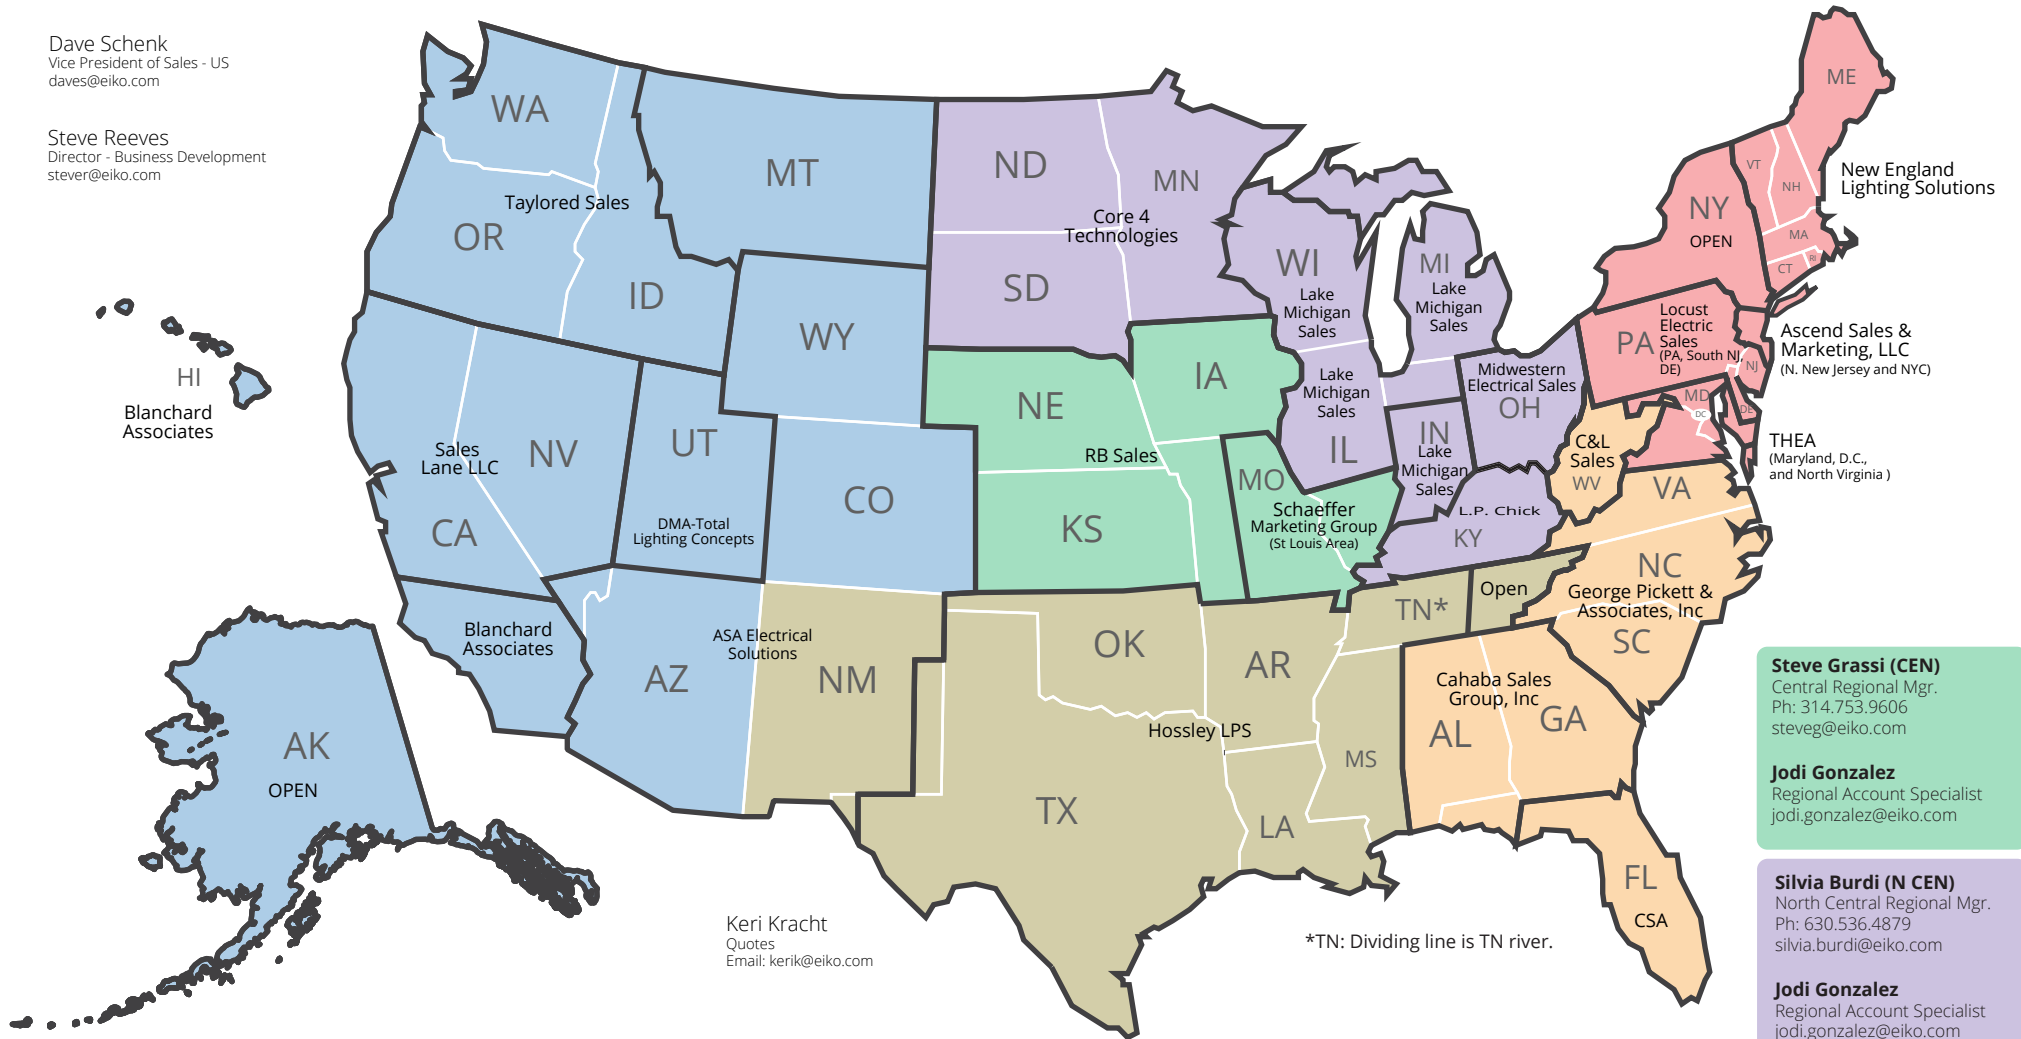 Dave Schenk
Vice President of Sales - US
daves@eiko.com
Steve Reeves
Director - Business Development
stever@eiko.com
WA
OR
Taylored Sales
ID
MT
WY
HI
Blanchard
Associates
Sales
Lane LLC
NV
CA
UT
DMA-Total
Lighting Concepts
CO
Blanchard
Associates
AZ
ASA Electrical
Solutions
NM
AK
OPEN
ND
MN
Core 4
Technologies
SD
NE
IA
RB Sales
KS
MO
Schaeffer
Marketing Group
(St Louis Area)
WI
Lake
Michigan
Sales
MI
Lake
Michigan
Sales
Lake
Michigan
Sales
IL
IN
Lake
Michigan
Sales
Midwestern
Electrical Sales
OH
L.P. Chick
KY
OK
AR
Hossley LPS
TX
LA
MS
TN*
Open
Cahaba Sales
Group, Inc
AL
GA
FL
CSA
NC
George Pickett &
Associates, Inc
SC
VA
C&L
Sales
WV
ME
VT
NH
MA
CT
RI
New England
Lighting Solutions
NY
OPEN
PA
Locust
Electric
Sales
(PA, South NJ,
DE)
NJ
MD
DC
DE
Ascend Sales &
Marketing, LLC
(N. New Jersey and NYC)
THEA
(Maryland, D.C.,
and North Virginia )
Keri Kracht
Quotes
Email: kerik@eiko.com
*TN: Dividing line is TN river.
Steve Grassi (CEN)
Central Regional Mgr.
Ph: 314.753.9606
steveg@eiko.com
Jodi Gonzalez
Regional Account Specialist
jodi.gonzalez@eiko.com
Silvia Burdi (N CEN)
North Central Regional Mgr.
Ph: 630.536.4879
silvia.burdi@eiko.com
Jodi Gonzalez
Regional Account Specialist
jodi.gonzalez@eiko.com